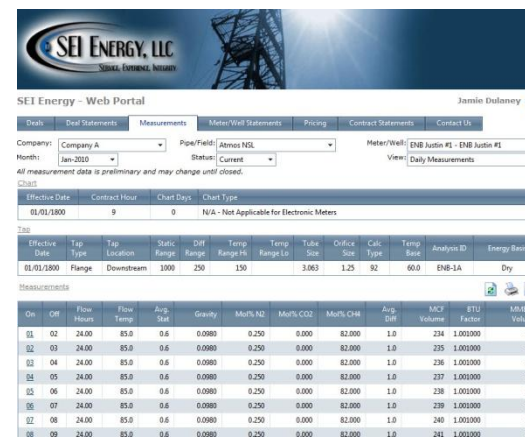 SEI ENERGY, LLC
SERVICE, EXPERIENCE, INTEGRITY
SEI Energy - Web Portal Jamie Dulaney
Deals Deal Statements Measurements Meter/Well Statements Pricing Contract Statements Contact Us
Company: Company A Pipe/Field: Atmos NSL Meter/Well: ENB Justin #1 - ENB Justin #1
Month: Jan-2010 Status: Current View: Daily Measurements
All measurement data is preliminary and may change until closed.
Chart
Effective Date Contract Hour Chart Days Chart Type
01/01/1800 9 0 N/A - Not Applicable for Electronic Meters
Tap
Effective Date Tap Type Tap Location Static Range Diff Range Temp Range Hi Temp Range Lo Tube Size Orifice Size Calc Type Temp Base Analysis ID Energy Basis
01/01/1800 Flange Downstream 1000 250 150 3.063 1.25 92 60.0 ENB-1A Dry
Measurements
On Off Flow Hours Flow Temp Avg. Stat Gravity Mol% N2 Mol% CO2 Mol% CH4 Avg. Diff MCF Volume BTU Factor
01 02 24.00 85.0 0.6 0.0980 0.250 0.000 82.000 1.0 234 1.001000
02 03 24.00 85.0 0.6 0.0980 0.250 0.000 82.000 1.0 235 1.001000
03 04 24.00 85.0 0.6 0.0980 0.250 0.000 82.000 1.0 236 1.001000
04 05 24.00 85.0 0.6 0.0980 0.250 0.000 82.000 1.0 237 1.001000
05 06 24.00 85.0 0.6 0.0980 0.250 0.000 82.000 1.0 238 1.001000
06 07 24.00 85.0 0.6 0.0980 0.250 0.000 82.000 1.0 239 1.001000
07 08 24.00 85.0 0.6 0.0980 0.250 0.000 82.000 1.0 240 1.001000
08 09 24.00 85.0 0.6 0.0980 0.250 0.000 82.000 1.0 241 1.001000